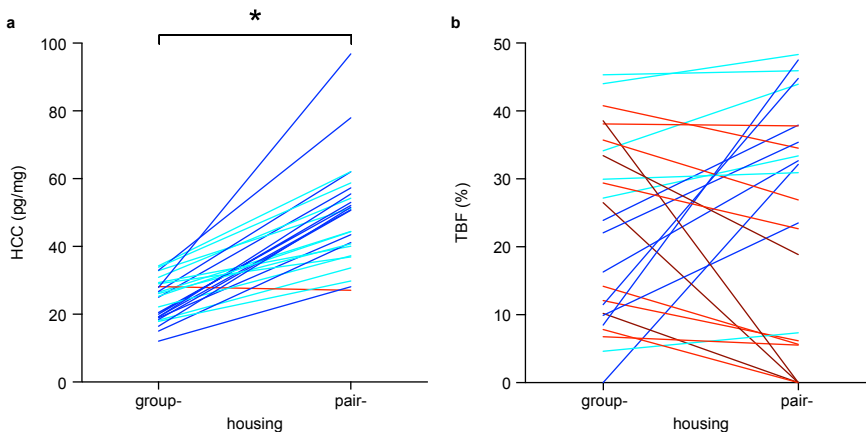 a
*
100
80
60
40
20
0
HCC (pg/mg)
group-
pair-
housing
b
50
40
30
20
10
0
TBF (%)
group-
pair-
housing